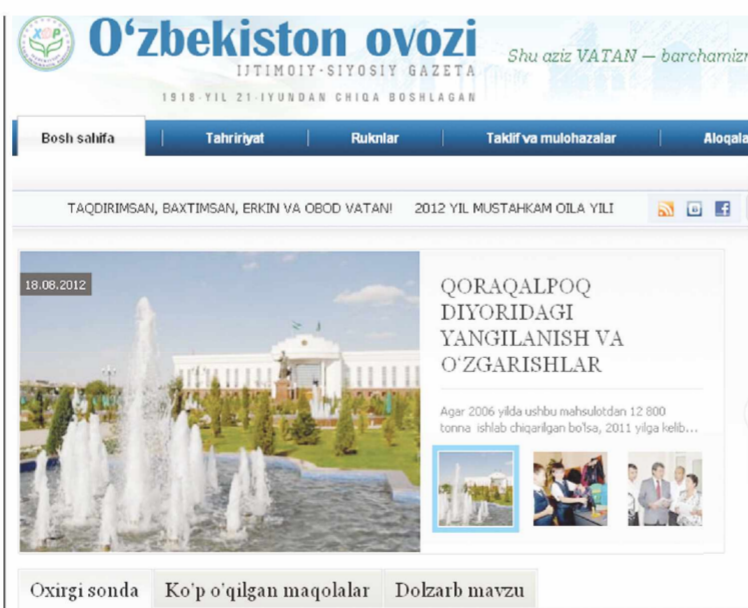 XDP
O‘zbekiston ovozi
IJTIMOIY-SIYOSIY GAZETA
1918-YIL 21-IYUNDAN CHIQA BOSHLAGAN
Shu aziz VATAN — barchamizn
Bosh sahifa Tahririyat Ruknlar Taklif va mulohazalar Aloqala
TAQDIRIMSAN, BAXTIMSAN, ERKIN VA OBOD VATAN! 2012 YIL MUSTAHKAM OILA YILI
18.08.2012
QORAQALPOQ
DIYORIDAGI
YANGILANISH VA
O‘ZGARISHLAR
Agar 2006 yilda ushbu mahsulotdan 12 800
tonna ishlab chiqarilgan bo'lsa, 2011 yilga kelib...
Oxirgi sonda Ko'p o'qilgan maqolalar Dolzarb mavzu